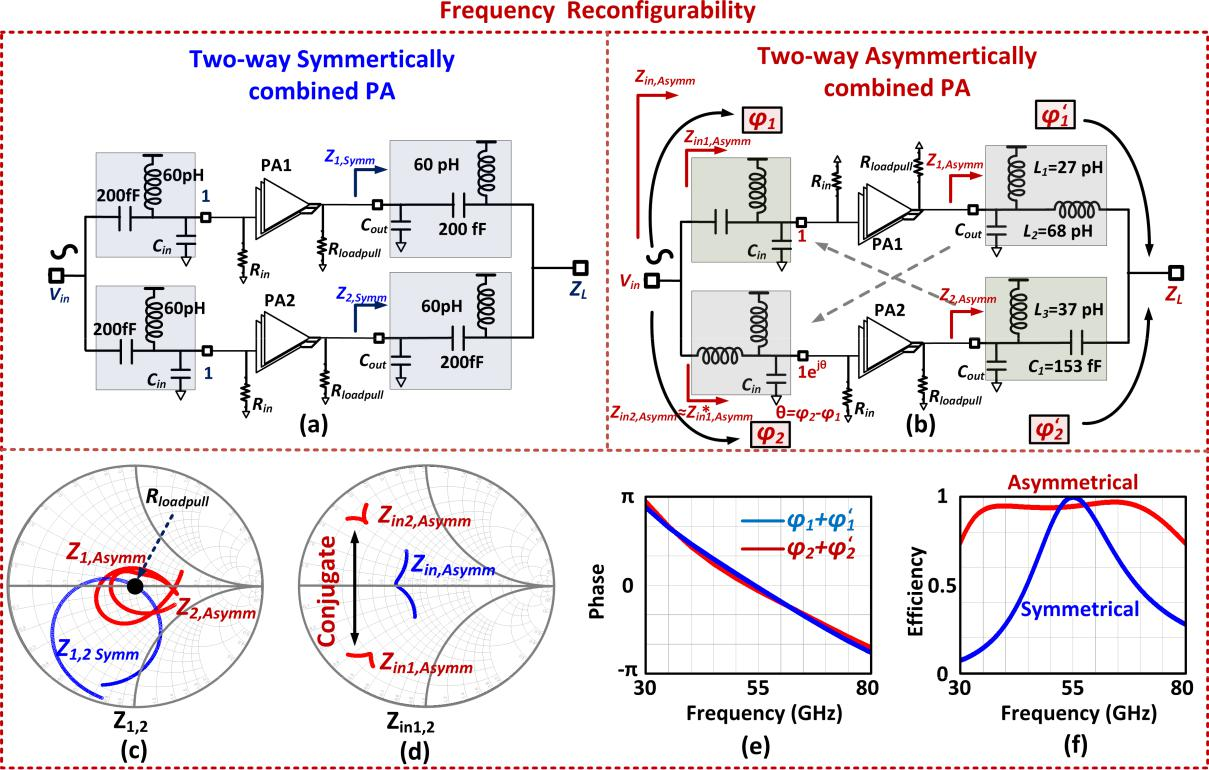 Frequency Reconfigurability
Two-way Symmertically
combined PA
200fF
60pH
1
C_in
R_in
PA1
R_loadpull
Z_1,Symm
60 pH
C_out
200 fF
V_in
Z_L
200fF
60pH
1
C_in
R_in
PA2
R_loadpull
Z_2,Symm
60pH
C_out
200fF
(a)
Two-way Asymmertically
combined PA
Z_in,Asymm
φ_1
φ'_1
Z_in1,Asymm
R_in
R_loadpull
Z_1,Asymm
L_1=27 pH
C_in
1
PA1
C_out
L_2=68 pH
V_in
Z_L
Z_2,Asymm
PA2
L_3=37 pH
C_in
1e^jθ
R_in
R_loadpull
C_out
C_1=153 fF
Z_in2,Asymm≈Z*_in1,Asymm
θ=φ_2-φ_1
φ_2
φ'_2
(b)
R_loadpull
Z_1,Asymm
Z_2,Asymm
Z_1,2 Symm
Z_1,2
(c)
Z_in2,Asymm
Conjugate
Z_in,Asymm
Z_in1,Asymm
Z_in1,2
(d)
π
0
-π
Phase
φ_1+φ'_1
φ_2+φ'_2
30
55
80
Frequency (GHz)
(e)
Asymmetrical
1
0.5
0
Efficiency
Symmetrical
30
55
80
Frequency (GHz)
(f)